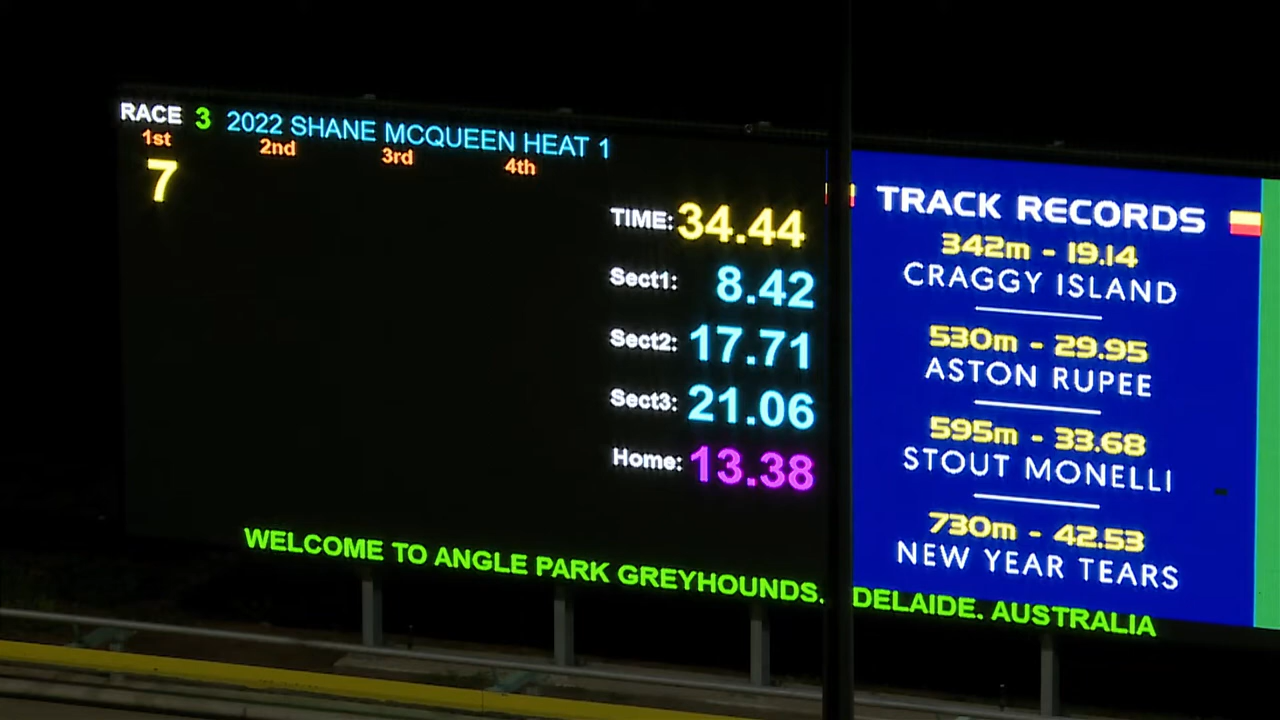 RACE 3 2022 SHANE MCQUEEN HEAT 1
1st 2nd 3rd 4th
7
TIME: 34.44
Sect1: 8.42
Sect2: 17.71
Sect3: 21.06
Home: 13.38
TRACK RECORDS
342m - 19.14
CRAGGY ISLAND
530m - 29.95
ASTON RUPEE
595m - 33.68
STOUT MONELLI
730m - 42.53
NEW YEAR TEARS
WELCOME TO ANGLE PARK GREYHOUNDS. DELAIDE. AUSTRALIA